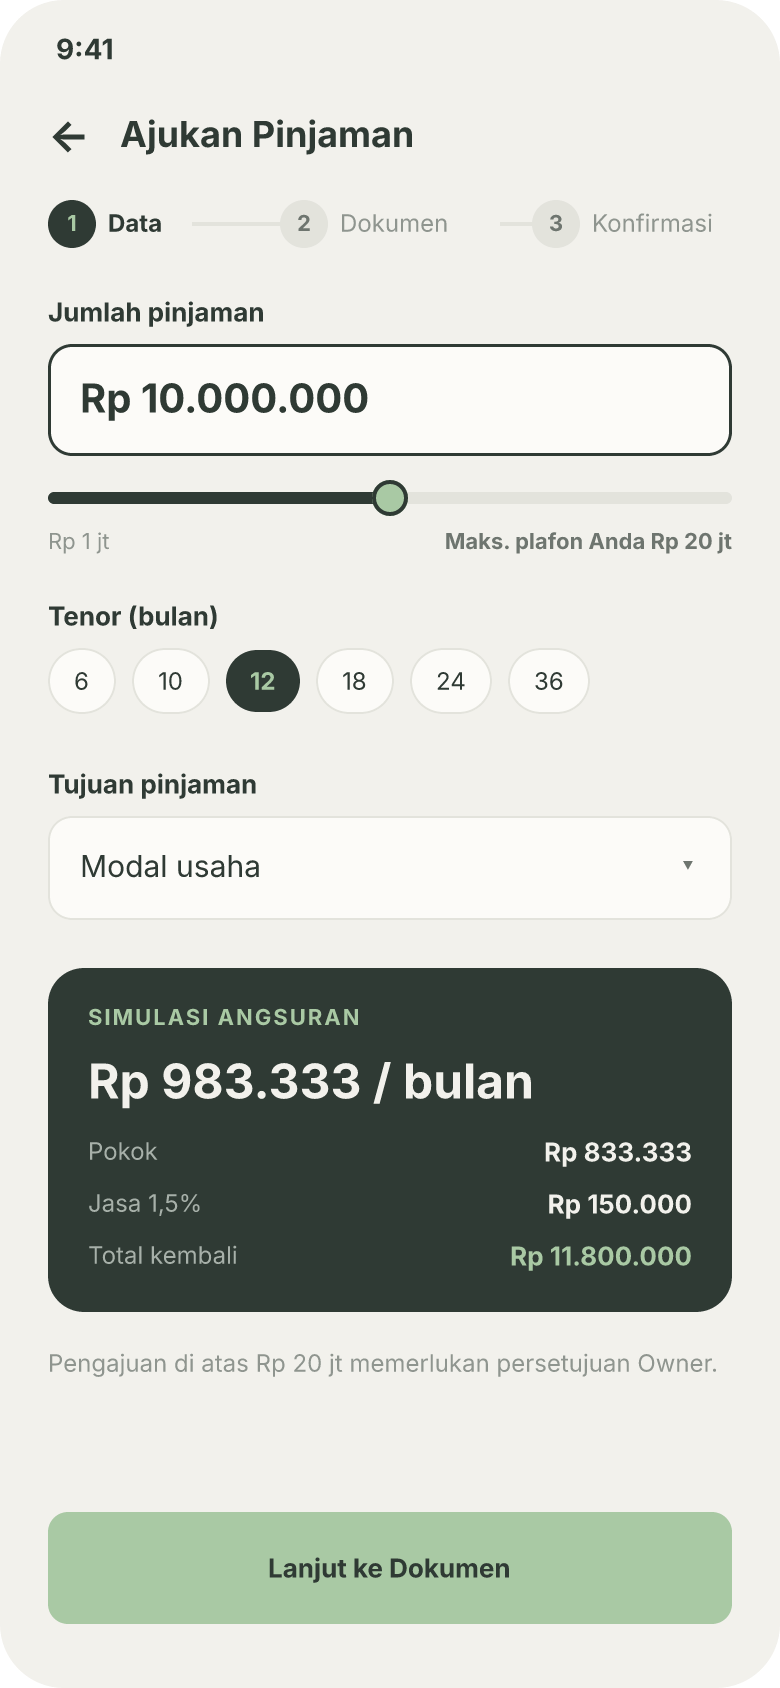 9:41
Ajukan Pinjaman
1 Data 2 Dokumen 3 Konfirmasi
Jumlah pinjaman
Rp 10.000.000
Rp 1 jt Maks. plafon Anda Rp 20 jt
Tenor (bulan)
6 10 12 18 24 36
Tujuan pinjaman
Modal usaha
SIMULASI ANGSURAN
Rp 983.333 / bulan
Pokok Rp 833.333
Jasa 1,5% Rp 150.000
Total kembali Rp 11.800.000
Pengajuan di atas Rp 20 jt memerlukan persetujuan Owner.
Lanjut ke Dokumen